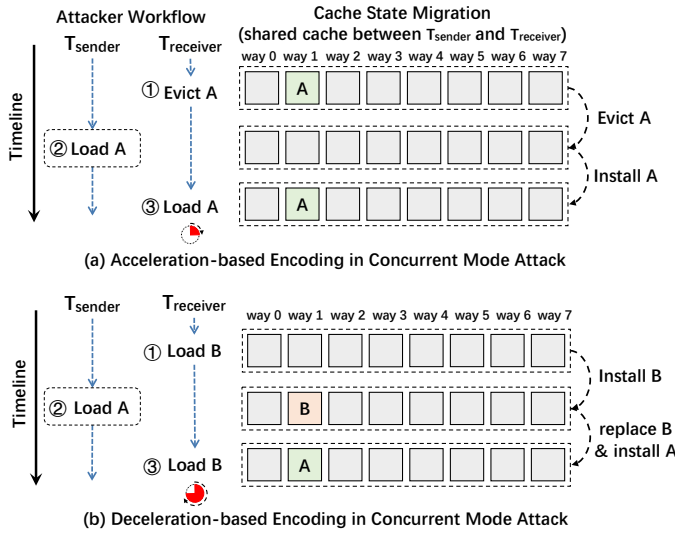 Attacker Workflow
Cache State Migration
(shared cache between Tsender and Treceiver)
Tsender Treceiver
way 0 way 1 way 2 way 3 way 4 way 5 way 6 way 7
Timeline
① Evict A
A
Evict A
② Load A
Install A
③ Load A
A
(a) Acceleration-based Encoding in Concurrent Mode Attack
Tsender Treceiver
way 0 way 1 way 2 way 3 way 4 way 5 way 6 way 7
Timeline
① Load B
Install B
② Load A
B
replace B
& install A
③ Load B
A
(b) Deceleration-based Encoding in Concurrent Mode Attack